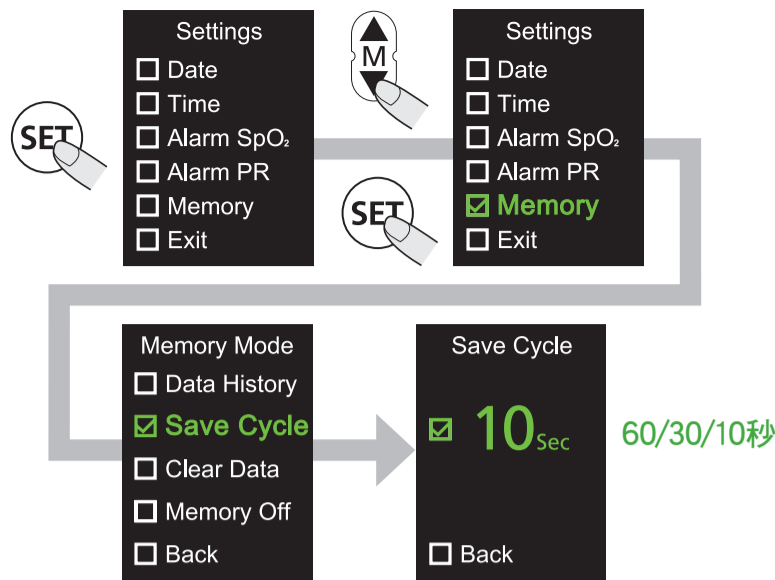 SET
Settings
Date
Time
Alarm SpO₂
Alarm PR
Memory
Exit
M
SET
Settings
Date
Time
Alarm SpO₂
Alarm PR
Memory
Exit
Memory Mode
Data History
Save Cycle
Clear Data
Memory Off
Back
Save Cycle
10Sec
Back
60/30/10秒